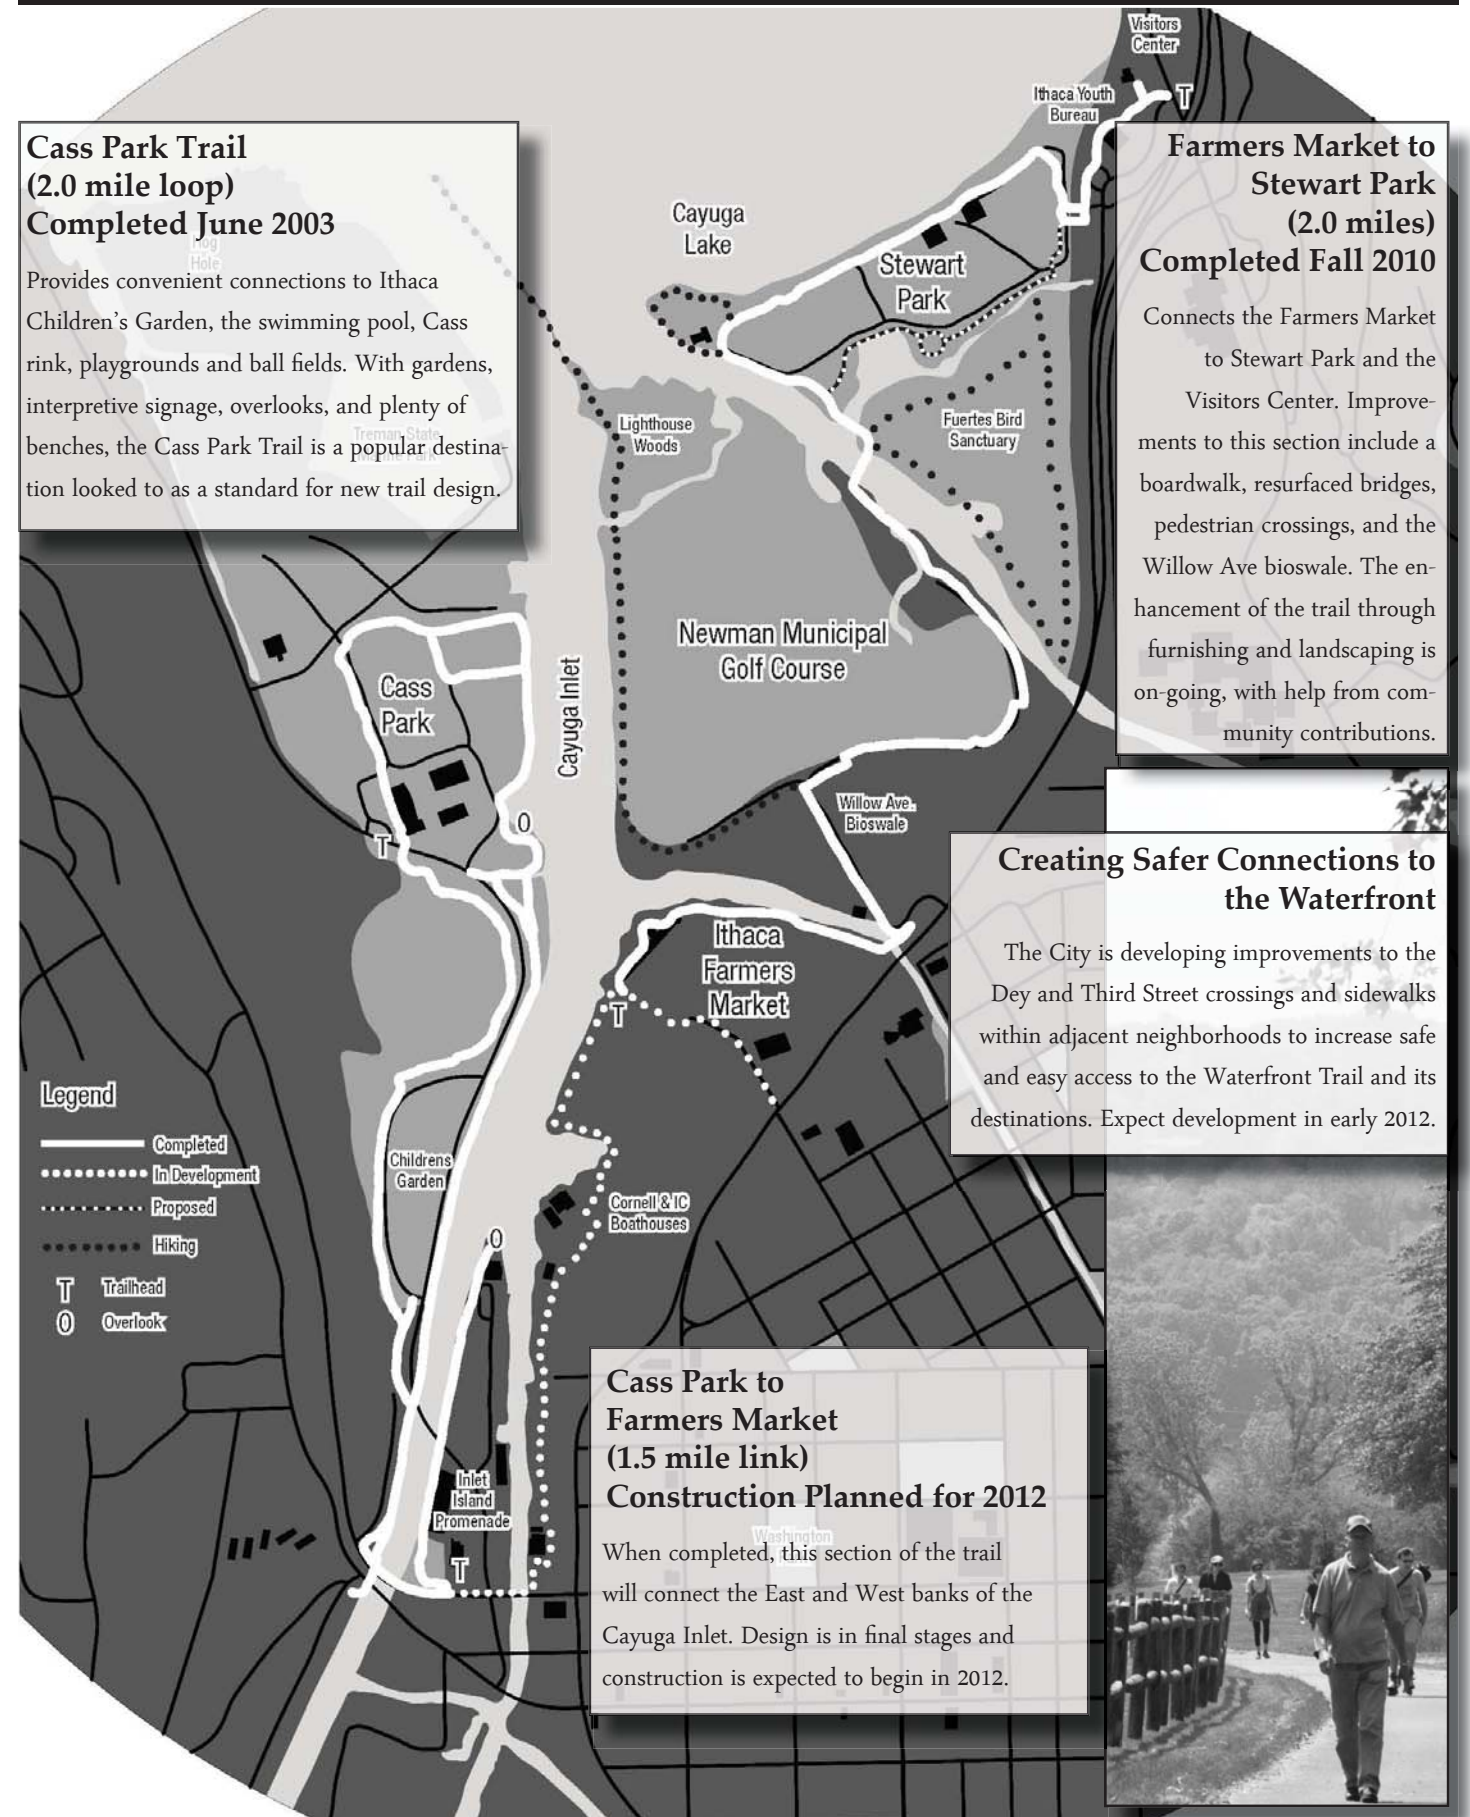 Visitors
Center
Ithaca Youth
Bureau
T
Cass Park Trail
(2.0 mile loop)
Completed June 2003
Hog
Hole
Provides convenient connections to Ithaca
Children’s Garden, the swimming pool, Cass
rink, playgrounds and ball fields. With gardens,
interpretive signage, overlooks, and plenty of
benches, the Cass Park Trail is a popular destina-
tion looked to as a standard for new trail design.
Treman State
Marine Park
Farmers Market to
Stewart Park
(2.0 miles)
Completed Fall 2010
Connects the Farmers Market
to Stewart Park and the
Visitors Center. Improve-
ments to this section include a
boardwalk, resurfaced bridges,
pedestrian crossings, and the
Willow Ave bioswale. The en-
hancement of the trail through
furnishing and landscaping is
on-going, with help from com-
munity contributions.
Cayuga
Lake
Stewart
Park
Lighthouse
Woods
Fuertes Bird
Sanctuary
Newman Municipal
Golf Course
Cass
Park
Cayuga Inlet
Willow Ave.
Bioswale
O
T
Creating Safer Connections to
the Waterfront
The City is developing improvements to the
Dey and Third Street crossings and sidewalks
within adjacent neighborhoods to increase safe
and easy access to the Waterfront Trail and its
destinations. Expect development in early 2012.
Ithaca
Farmers
Market
T
Legend
Completed
In Development
Proposed
Hiking
T Trailhead
O Overlook
Childrens
Garden
Cornell & IC
Boathouses
O
Inlet
Island
Promenade
T
Cass Park to
Farmers Market
(1.5 mile link)
Construction Planned for 2012
Washington
When completed, this section of the trail
will connect the East and West banks of the
Cayuga Inlet. Design is in final stages and
construction is expected to begin in 2012.